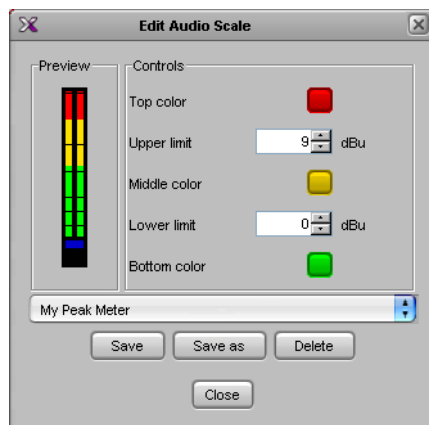 Edit Audio Scale
Preview
Controls
Top color
Upper limit 9 dBu
Middle color
Lower limit 0 dBu
Bottom color
My Peak Meter
Save Save as Delete
Close